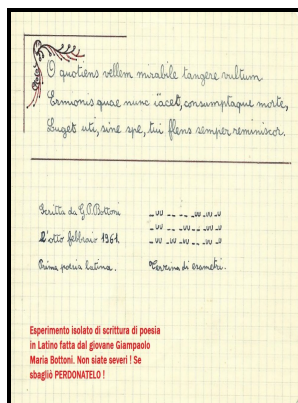 O quotiens vellem mirabile tangere vultum
Ermonis quae nunc iacet, consumptaque morte,
Luget uti, sine spe, tui flens semper reminiscor.
Scritta da G.P.Bottoni
L'otto febbraio 1961.
Prima poesia latina.
Terzina di esametri.
Esperimento isolato di scrittura di poesia
in Latino fatta dal giovane Giampaolo
Maria Bottoni. Non siate severi ! Se
sbagliò PERDONATELO !